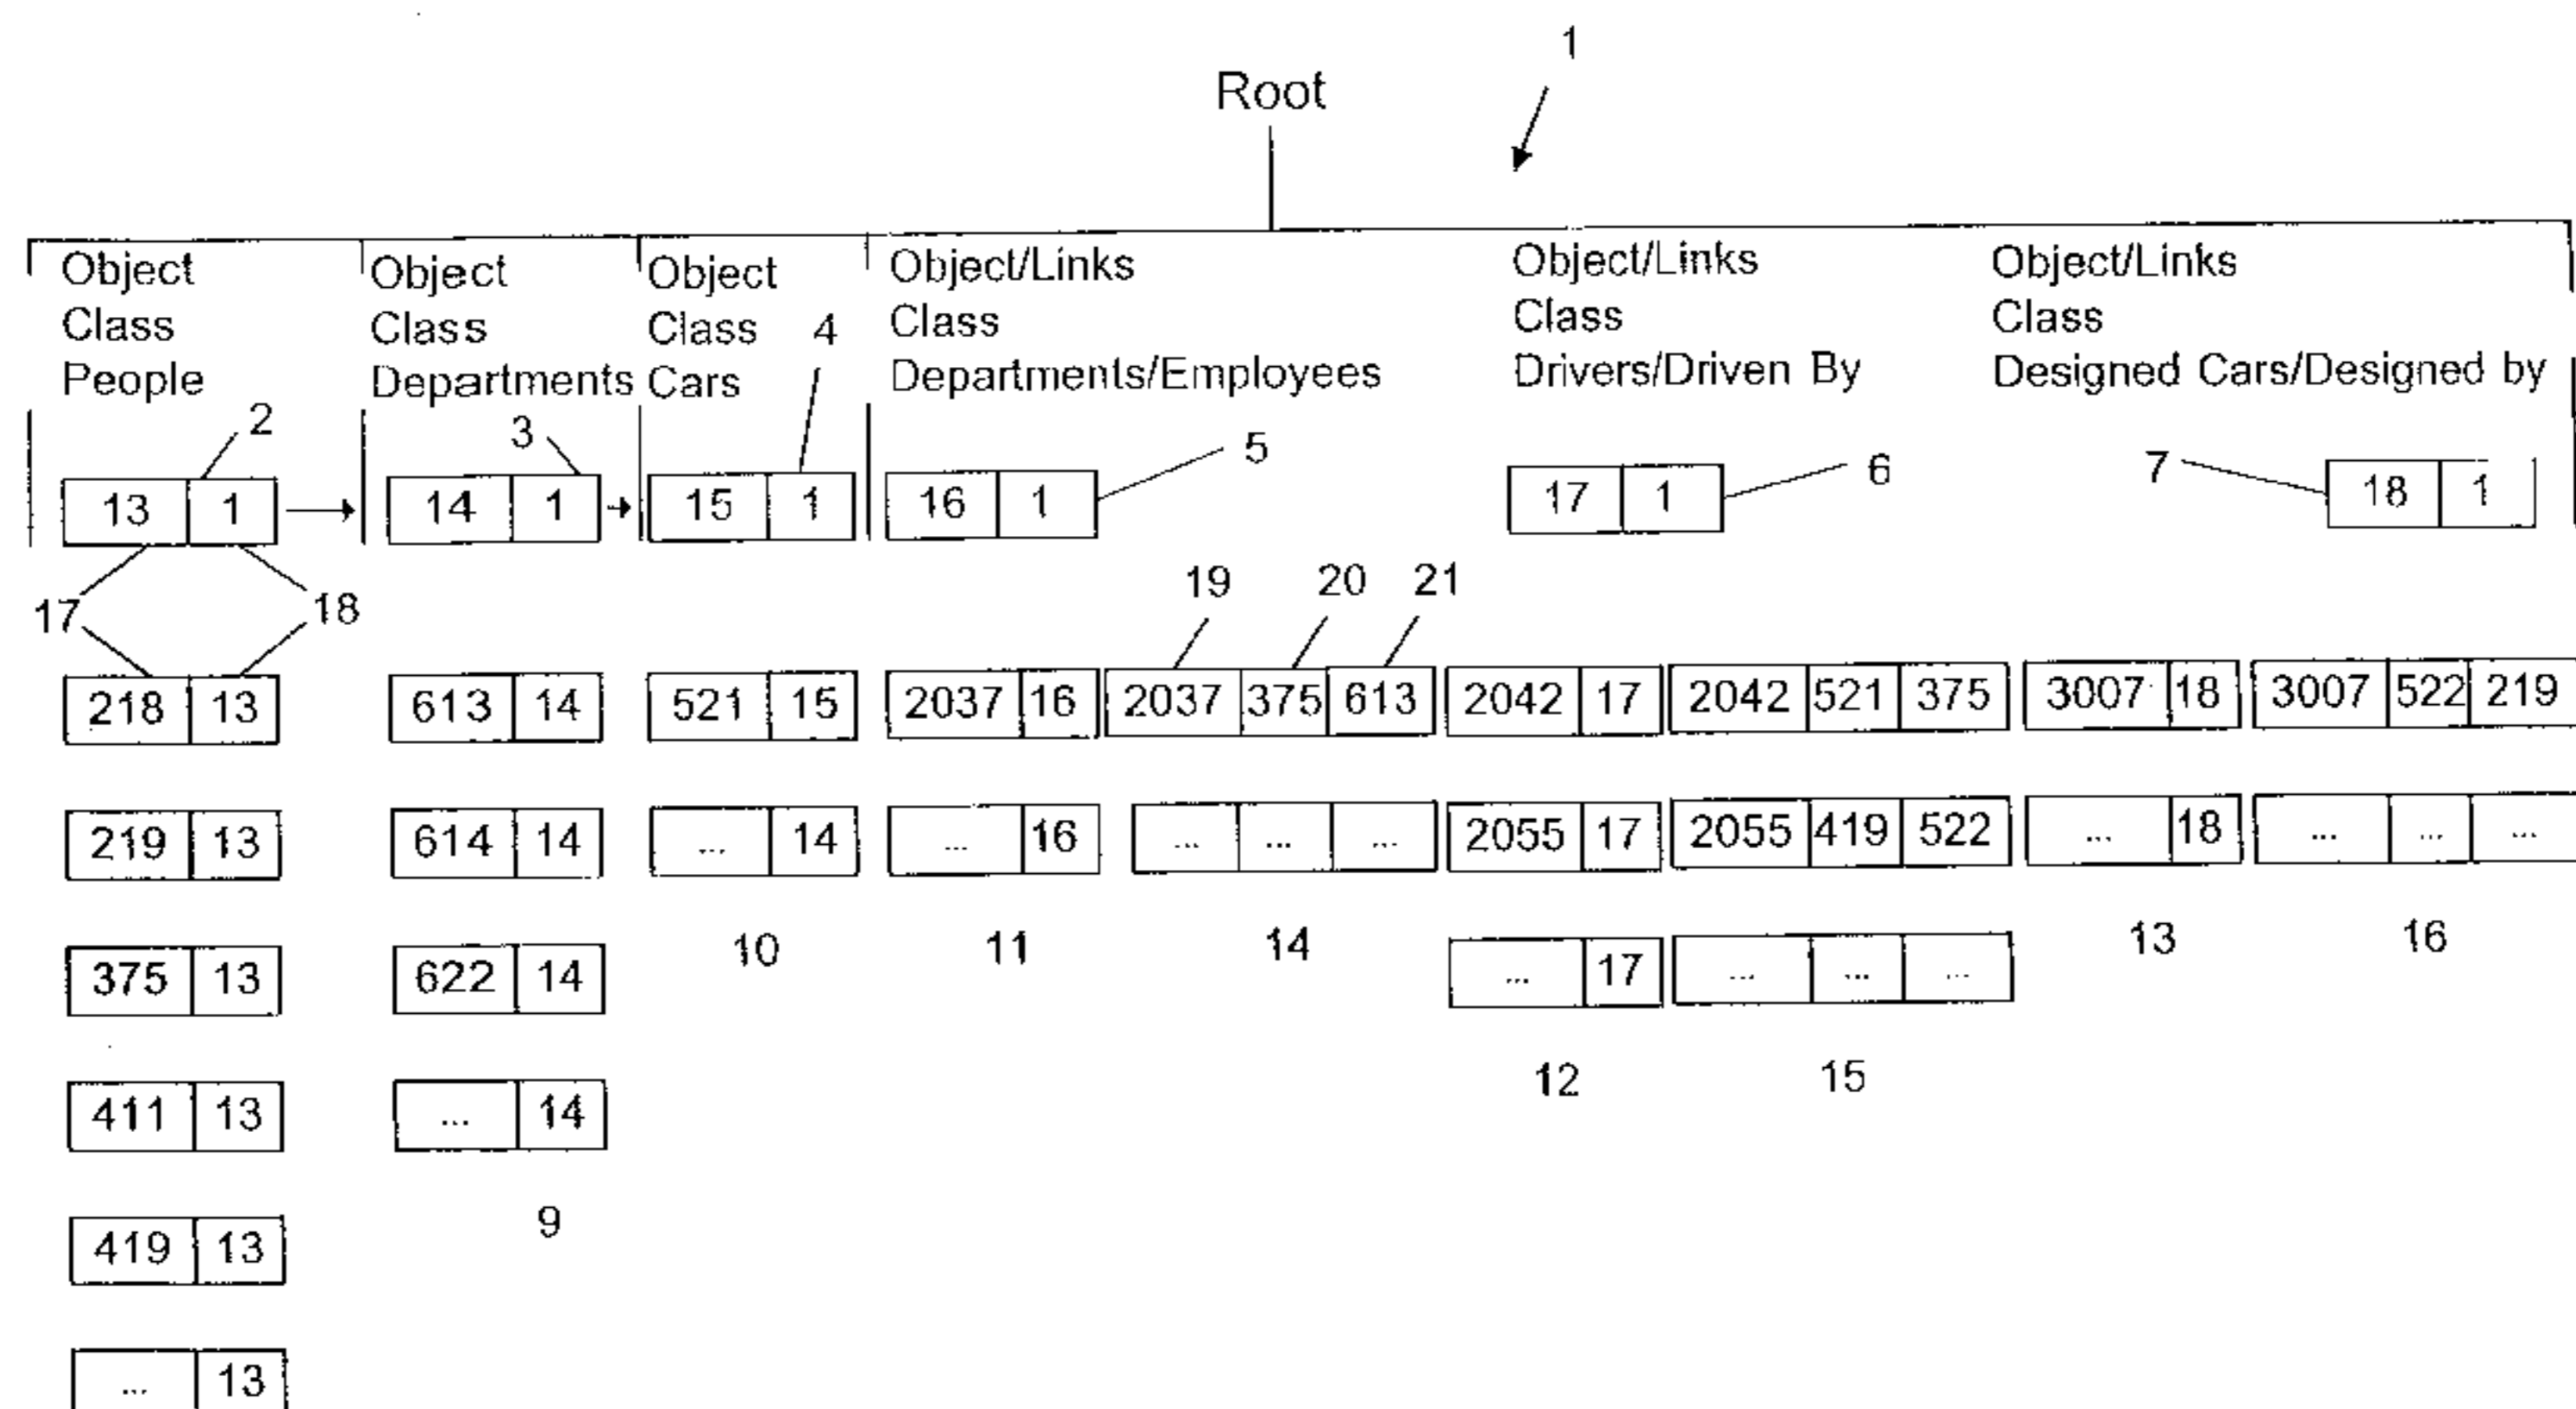 1
Root
Object Object Object Object/Links Object/Links Object/Links
Class Class Class 4 Class Class Class
People Departments Cars Departments/Employees Drivers/Driven By Designed Cars/Designed by
2 3 5 6 7
13 1 14 1 15 1 16 1 17 1 18 1
17 18 19 20 21
218 13 613 14 521 15 2037 16 2037 375 613 2042 17 2042 521 375 3007 18 3007 522 219
219 13 614 14 ... 14 ... 16 ... ... ... 2055 17 2055 419 522 ... 18 ... ... ...
375 13 622 14 10 11 14 ... 17 ... ... ... 13 16
411 13 ... 14 12 15
419 13 9
... 13